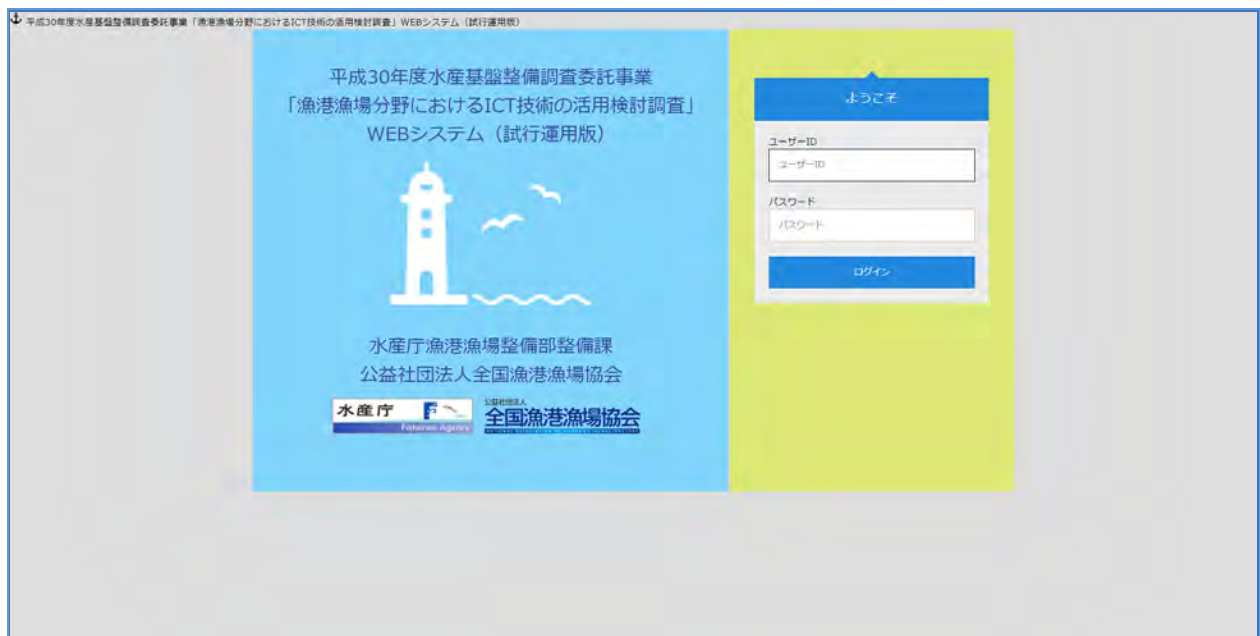 平成30年度水産基盤整備調査委託事業「漁港漁場分野におけるICT技術の活用検討調査」WEBシステム（試行運用版）
平成30年度水産基盤整備調査委託事業
「漁港漁場分野におけるICT技術の活用検討調査」
WEBシステム（試行運用版）
水産庁漁港漁場整備部整備課
公益社団法人全国漁港漁場協会
水産庁
Fisheries Agency
公益社団法人
全国漁港漁場協会
ようこそ
ユーザーID
ユーザーID
パスワード
パスワード
ログイン